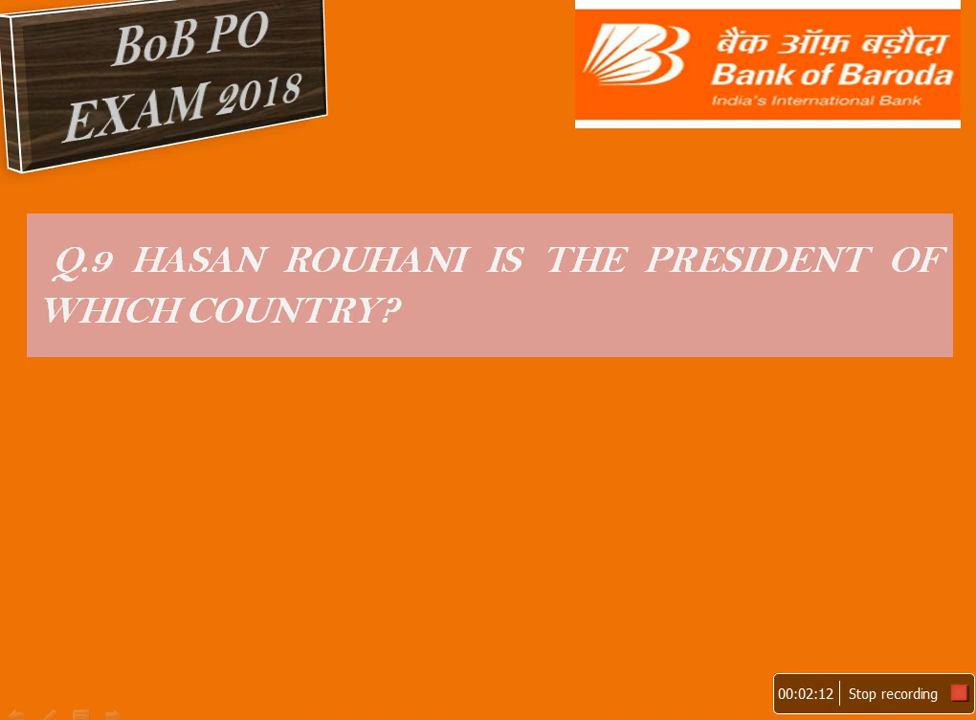 BoB PO
EXAM 2018
बैंक ऑफ़ बड़ौदा
Bank of Baroda
India's International Bank
Q.9 HASAN ROUHANI IS THE PRESIDENT OF
WHICH COUNTRY?
00:02:12 Stop recording